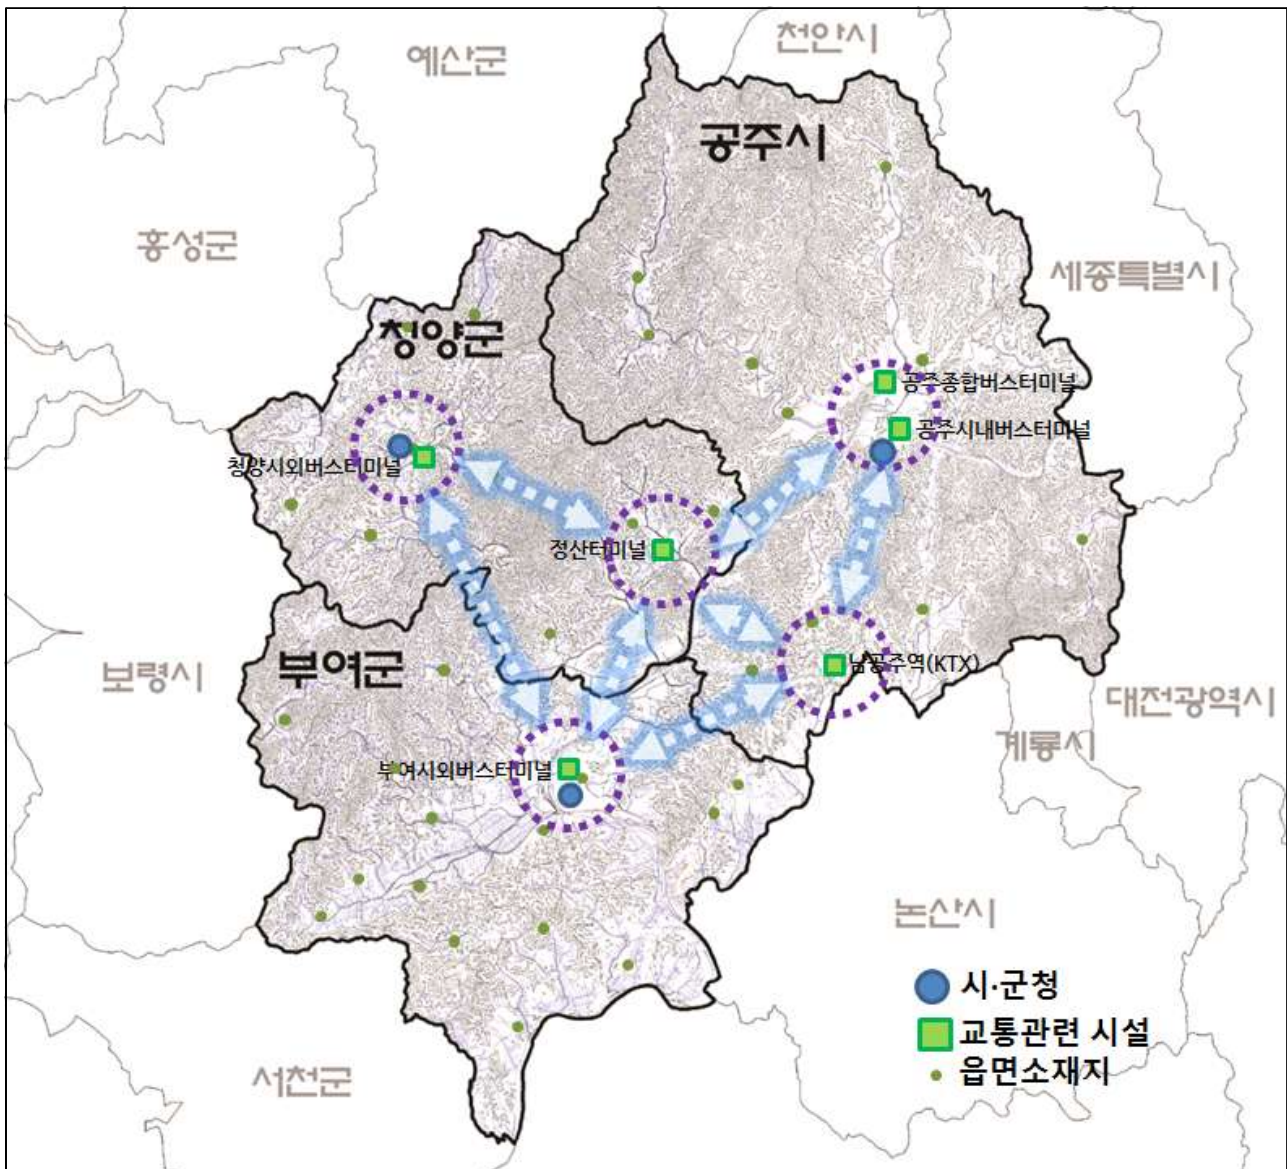 천안시
예산군
공주시
홍성군
세종특별시
청양군
공주종합버스터미널
공주시내버스터미널
청양시외버스터미널
정산터미널
남공주역(KTX)
부여군
보령시
대전광역시
계룡시
부여시외버스터미널
논산시
시·군청
교통관련 시설
읍면소재지
서천군